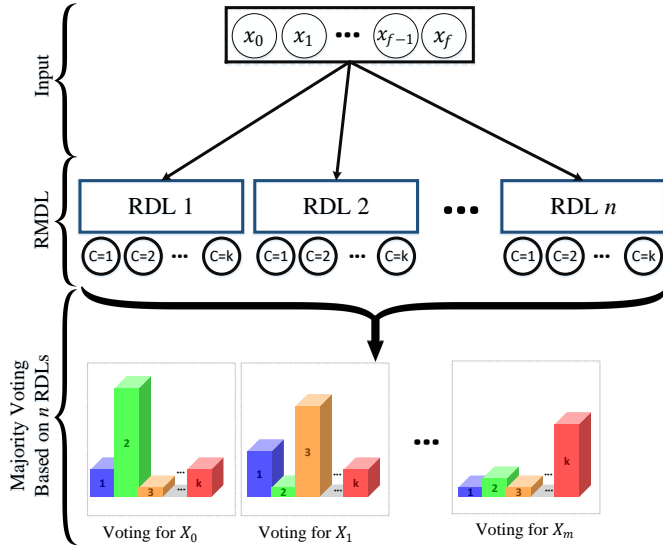 Input
x₀ x₁ ••• x_{f−1} x_f
RMDL
RDL 1 RDL 2 ••• RDL n
C=1 C=2 ••• C=k C=1 C=2 ••• C=k C=1 C=2 ••• C=k
Majority Voting
Based on n RDLs
1 2 3 ... ... k
1 2 3 ... ... k
•••
1 2 3 ... ... k
Voting for X₀ Voting for X₁ Voting for Xₘ